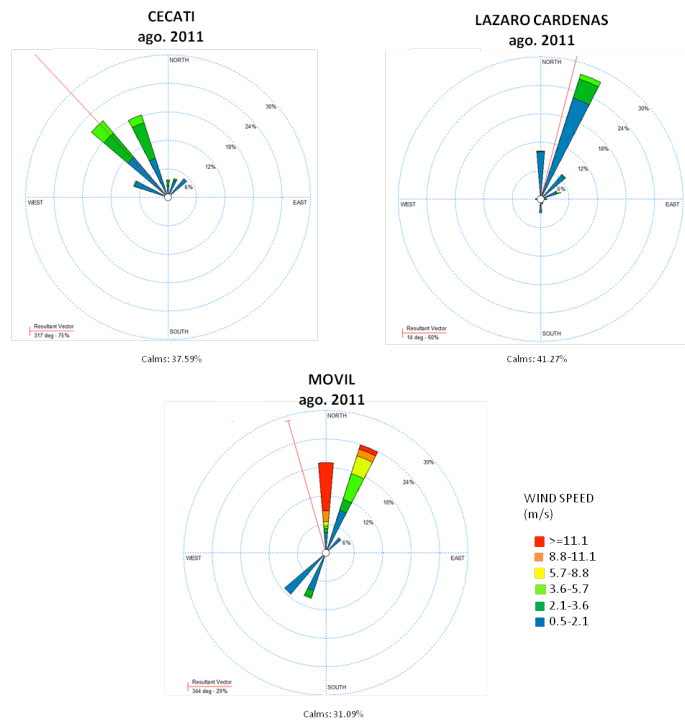 CECATI
ago. 2011
NORTH
30%
24%
18%
12%
6%
WEST
EAST
Resultant Vector
317 deg - 75%
SOUTH
Calms: 37.59%
LAZARO CARDENAS
ago. 2011
NORTH
30%
24%
18%
12%
6%
WEST
EAST
Resultant Vector
14 deg - 60%
SOUTH
Calms: 41.27%
MOVIL
ago. 2011
NORTH
30%
24%
18%
12%
6%
WEST
EAST
Resultant Vector
344 deg - 29%
SOUTH
Calms: 31.09%
WIND SPEED
(m/s)
>=11.1
8.8-11.1
5.7-8.8
3.6-5.7
2.1-3.6
0.5-2.1